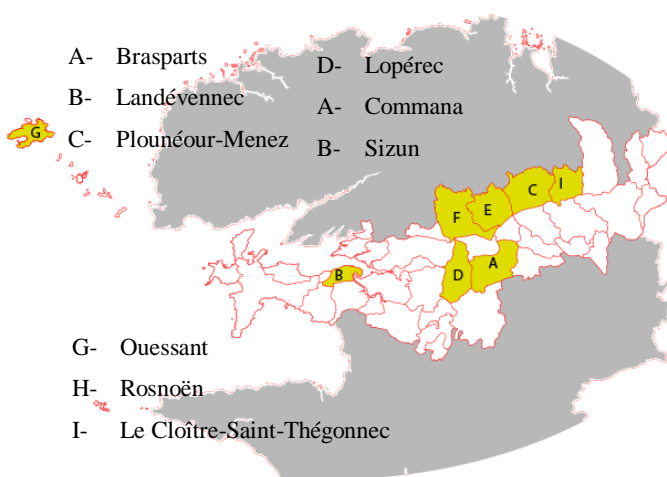 A- Brasparts
B- Landévennec
C- Plounéour-Menez
D- Lopérec
A- Commana
B- Sizun
G
C
I
F
E
A
D
B
G- Ouessant
H- Rosnoën
I- Le Cloître-Saint-Thégonnec